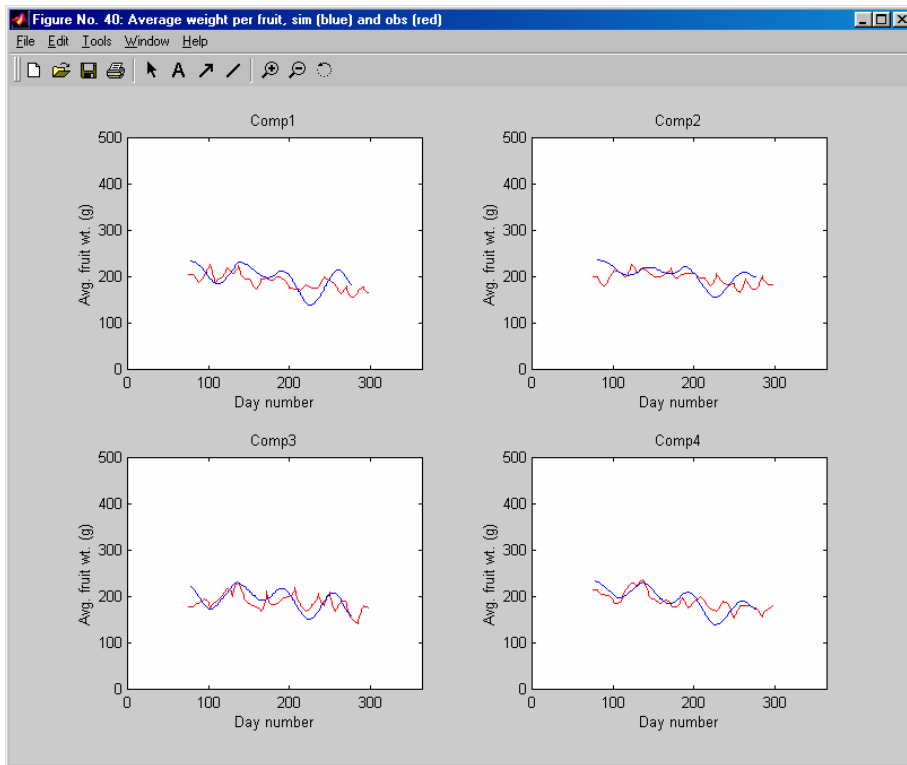 Figure No. 40: Average weight per fruit, sim (blue) and obs (red)
File Edit Tools Window Help
A
Comp1
500
400
300
200
100
0
Avg. fruit wt. (g)
0 100 200 300
Day number
Comp2
500
400
300
200
100
0
Avg. fruit wt. (g)
0 100 200 300
Day number
Comp3
500
400
300
200
100
0
Avg. fruit wt. (g)
0 100 200 300
Day number
Comp4
500
400
300
200
100
0
Avg. fruit wt. (g)
0 100 200 300
Day number